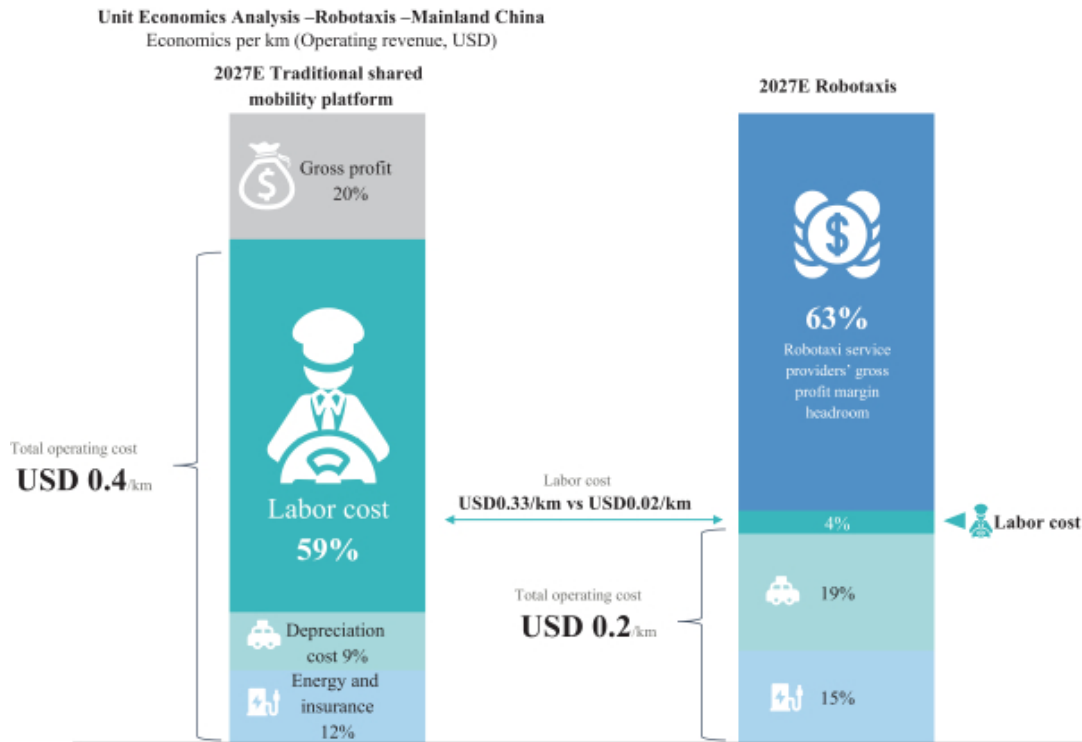 Unit Economics Analysis –Robotaxis –Mainland China
Economics per km (Operating revenue, USD)
2027E Traditional shared
mobility platform
Gross profit
20%
Total operating cost
USD 0.4/km
Labor cost
59%
Depreciation
cost 9%
Energy and
insurance
12%
Labor cost
USD0.33/km vs USD0.02/km
Total operating cost
USD 0.2/km
2027E Robotaxis
63%
Robotaxi service
providers' gross
profit margin
headroom
4%
Labor cost
19%
15%